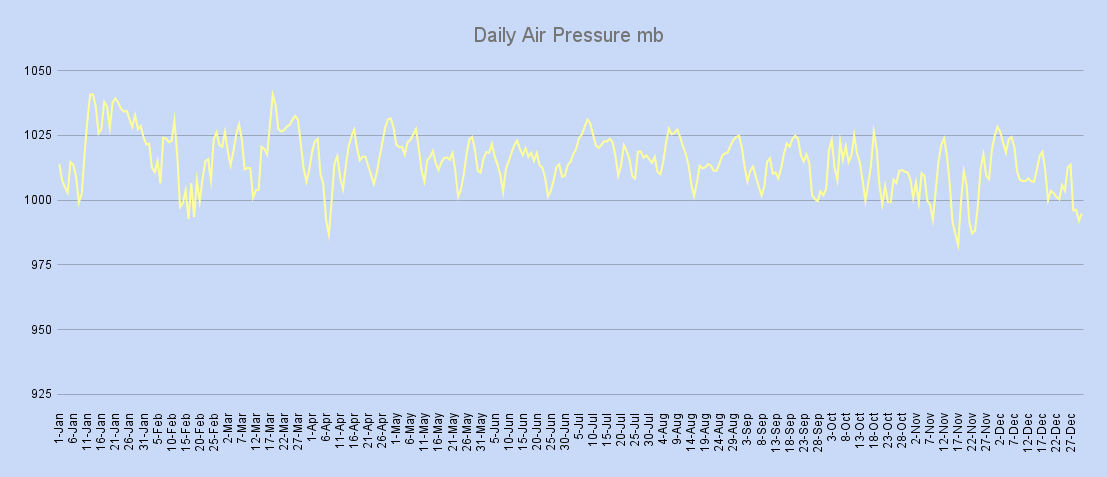 Daily Air Pressure mb
1050
1025
1000
975
950
925
1-Jan
6-Jan
11-Jan
16-Jan
21-Jan
26-Jan
31-Jan
5-Feb
10-Feb
15-Feb
20-Feb
25-Feb
2-Mar
7-Mar
12-Mar
17-Mar
22-Mar
27-Mar
1-Apr
6-Apr
11-Apr
16-Apr
21-Apr
26-Apr
1-May
6-May
11-May
16-May
21-May
26-May
31-May
5-Jun
10-Jun
15-Jun
20-Jun
25-Jun
30-Jun
5-Jul
10-Jul
15-Jul
20-Jul
25-Jul
30-Jul
4-Aug
9-Aug
14-Aug
19-Aug
24-Aug
29-Aug
3-Sep
8-Sep
13-Sep
18-Sep
23-Sep
28-Sep
3-Oct
8-Oct
13-Oct
18-Oct
23-Oct
28-Oct
2-Nov
7-Nov
12-Nov
17-Nov
22-Nov
27-Nov
2-Dec
7-Dec
12-Dec
17-Dec
22-Dec
27-Dec